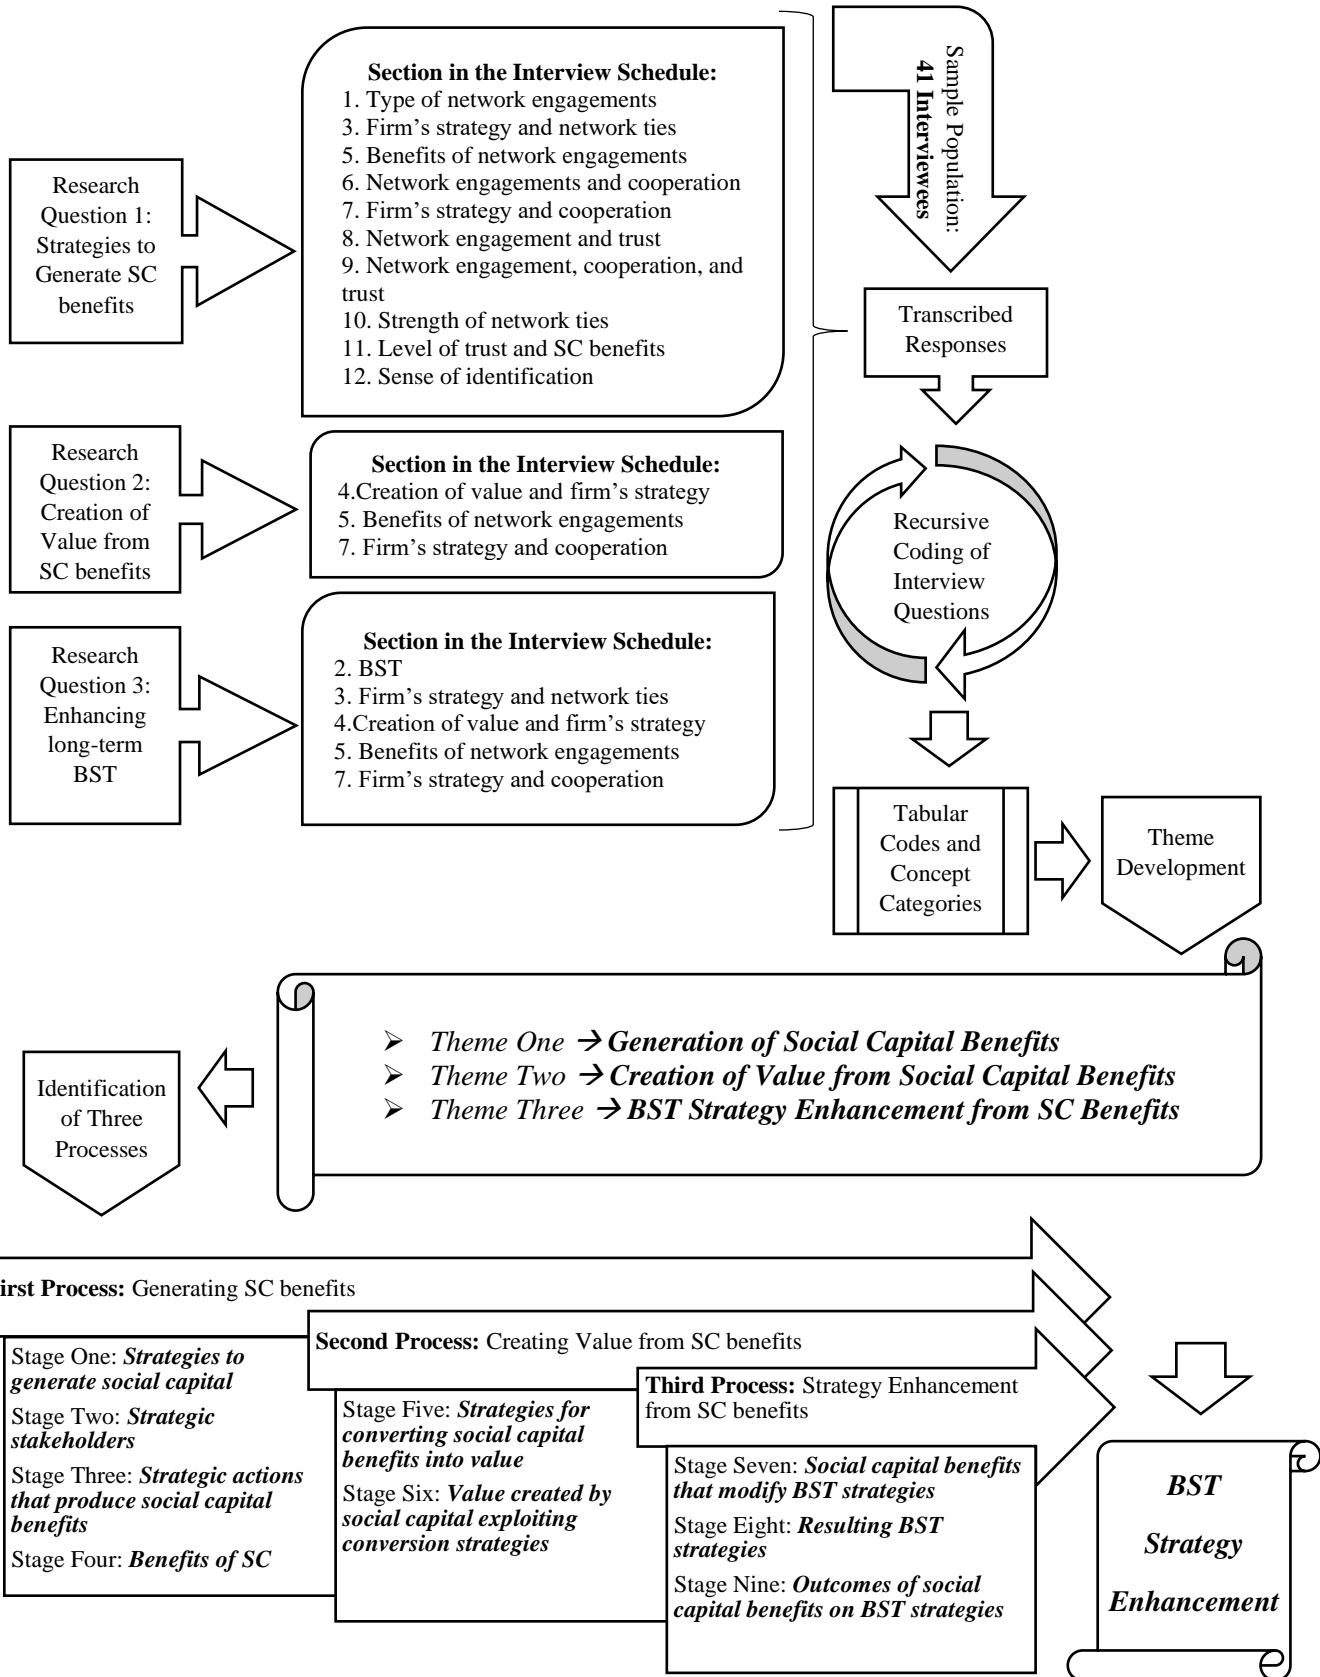 Research
Question 1:
Strategies to
Generate SC
benefits
Section in the Interview Schedule:
1. Type of network engagements
3. Firm’s strategy and network ties
5. Benefits of network engagements
6. Network engagements and cooperation
7. Firm’s strategy and cooperation
8. Network engagement and trust
9. Network engagement, cooperation, and
trust
10. Strength of network ties
11. Level of trust and SC benefits
12. Sense of identification
Sample Population:
41 Interviewees
Transcribed
Responses
Research
Question 2:
Creation of
Value from
SC benefits
Section in the Interview Schedule:
4.Creation of value and firm’s strategy
5. Benefits of network engagements
7. Firm’s strategy and cooperation
Recursive
Coding of
Interview
Questions
Research
Question 3:
Enhancing
long-term
BST
Section in the Interview Schedule:
2. BST
3. Firm’s strategy and network ties
4.Creation of value and firm’s strategy
5. Benefits of network engagements
7. Firm’s strategy and cooperation
Tabular
Codes and
Concept
Categories
Theme
Development
➢ Theme One → Generation of Social Capital Benefits
➢ Theme Two → Creation of Value from Social Capital Benefits
➢ Theme Three → BST Strategy Enhancement from SC Benefits
Identification
of Three
Processes
irst Process: Generating SC benefits
Stage One: Strategies to
generate social capital
Stage Two: Strategic
stakeholders
Stage Three: Strategic actions
that produce social capital
benefits
Stage Four: Benefits of SC
Second Process: Creating Value from SC benefits
Stage Five: Strategies for
converting social capital
benefits into value
Stage Six: Value created by
social capital exploiting
conversion strategies
Third Process: Strategy Enhancement
from SC benefits
Stage Seven: Social capital benefits
that modify BST strategies
Stage Eight: Resulting BST
strategies
Stage Nine: Outcomes of social
capital benefits on BST strategies
BST
Strategy
Enhancement